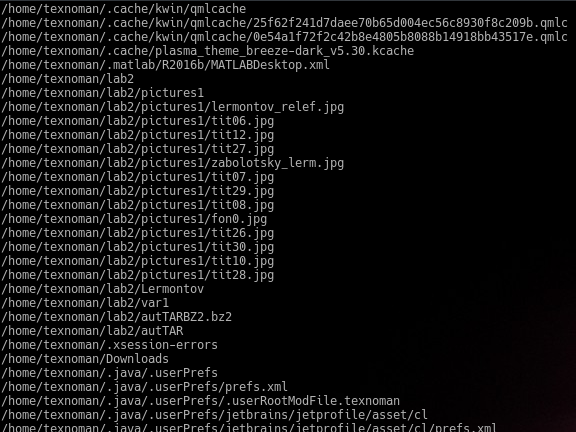 /home/texnoman/.cache/kwin/qmlcache
/home/texnoman/.cache/kwin/qmlcache/25f62f241d7daee70b65d004ec56c8930f8c209b.qmlc
/home/texnoman/.cache/kwin/qmlcache/0e54a1f72f2c42b8e4805b8088b14918bb43517e.qmlc
/home/texnoman/.cache/plasma_theme_breeze-dark_v5.30.kcache
/home/texnoman/.matlab/R2016b/MATLABDesktop.xml
/home/texnoman/lab2
/home/texnoman/lab2/pictures1
/home/texnoman/lab2/pictures1/lermontov_relef.jpg
/home/texnoman/lab2/pictures1/tit06.jpg
/home/texnoman/lab2/pictures1/tit12.jpg
/home/texnoman/lab2/pictures1/tit27.jpg
/home/texnoman/lab2/pictures1/zabolotsky_lerm.jpg
/home/texnoman/lab2/pictures1/tit07.jpg
/home/texnoman/lab2/pictures1/tit29.jpg
/home/texnoman/lab2/pictures1/tit08.jpg
/home/texnoman/lab2/pictures1/fon0.jpg
/home/texnoman/lab2/pictures1/tit26.jpg
/home/texnoman/lab2/pictures1/tit30.jpg
/home/texnoman/lab2/pictures1/tit10.jpg
/home/texnoman/lab2/pictures1/tit28.jpg
/home/texnoman/lab2/Lermontov
/home/texnoman/lab2/var1
/home/texnoman/lab2/autTARBZ2.bz2
/home/texnoman/lab2/autTAR
/home/texnoman/.xsession-errors
/home/texnoman/Downloads
/home/texnoman/.java/.userPrefs
/home/texnoman/.java/.userPrefs/prefs.xml
/home/texnoman/.java/.userPrefs/.userRootModFile.texnoman
/home/texnoman/.java/.userPrefs/jetbrains/jetprofile/asset/cl
/home/texnoman/.java/.userPrefs/jetbrains/jetprofile/asset/cl/prefs.xml